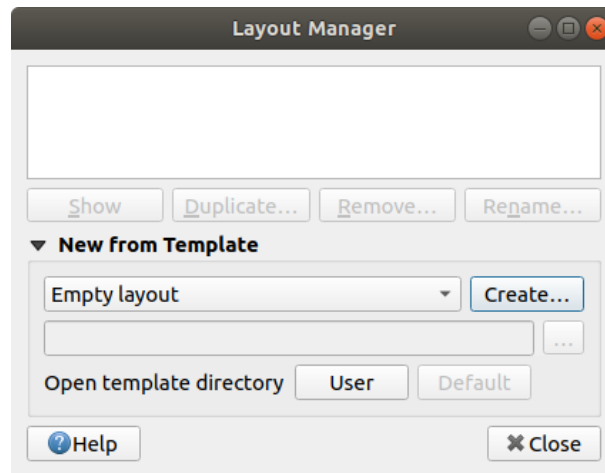 Layout Manager
Show Duplicate... Remove... Rename...
New from Template
Empty layout Create...
...
Open template directory User Default
Help Close